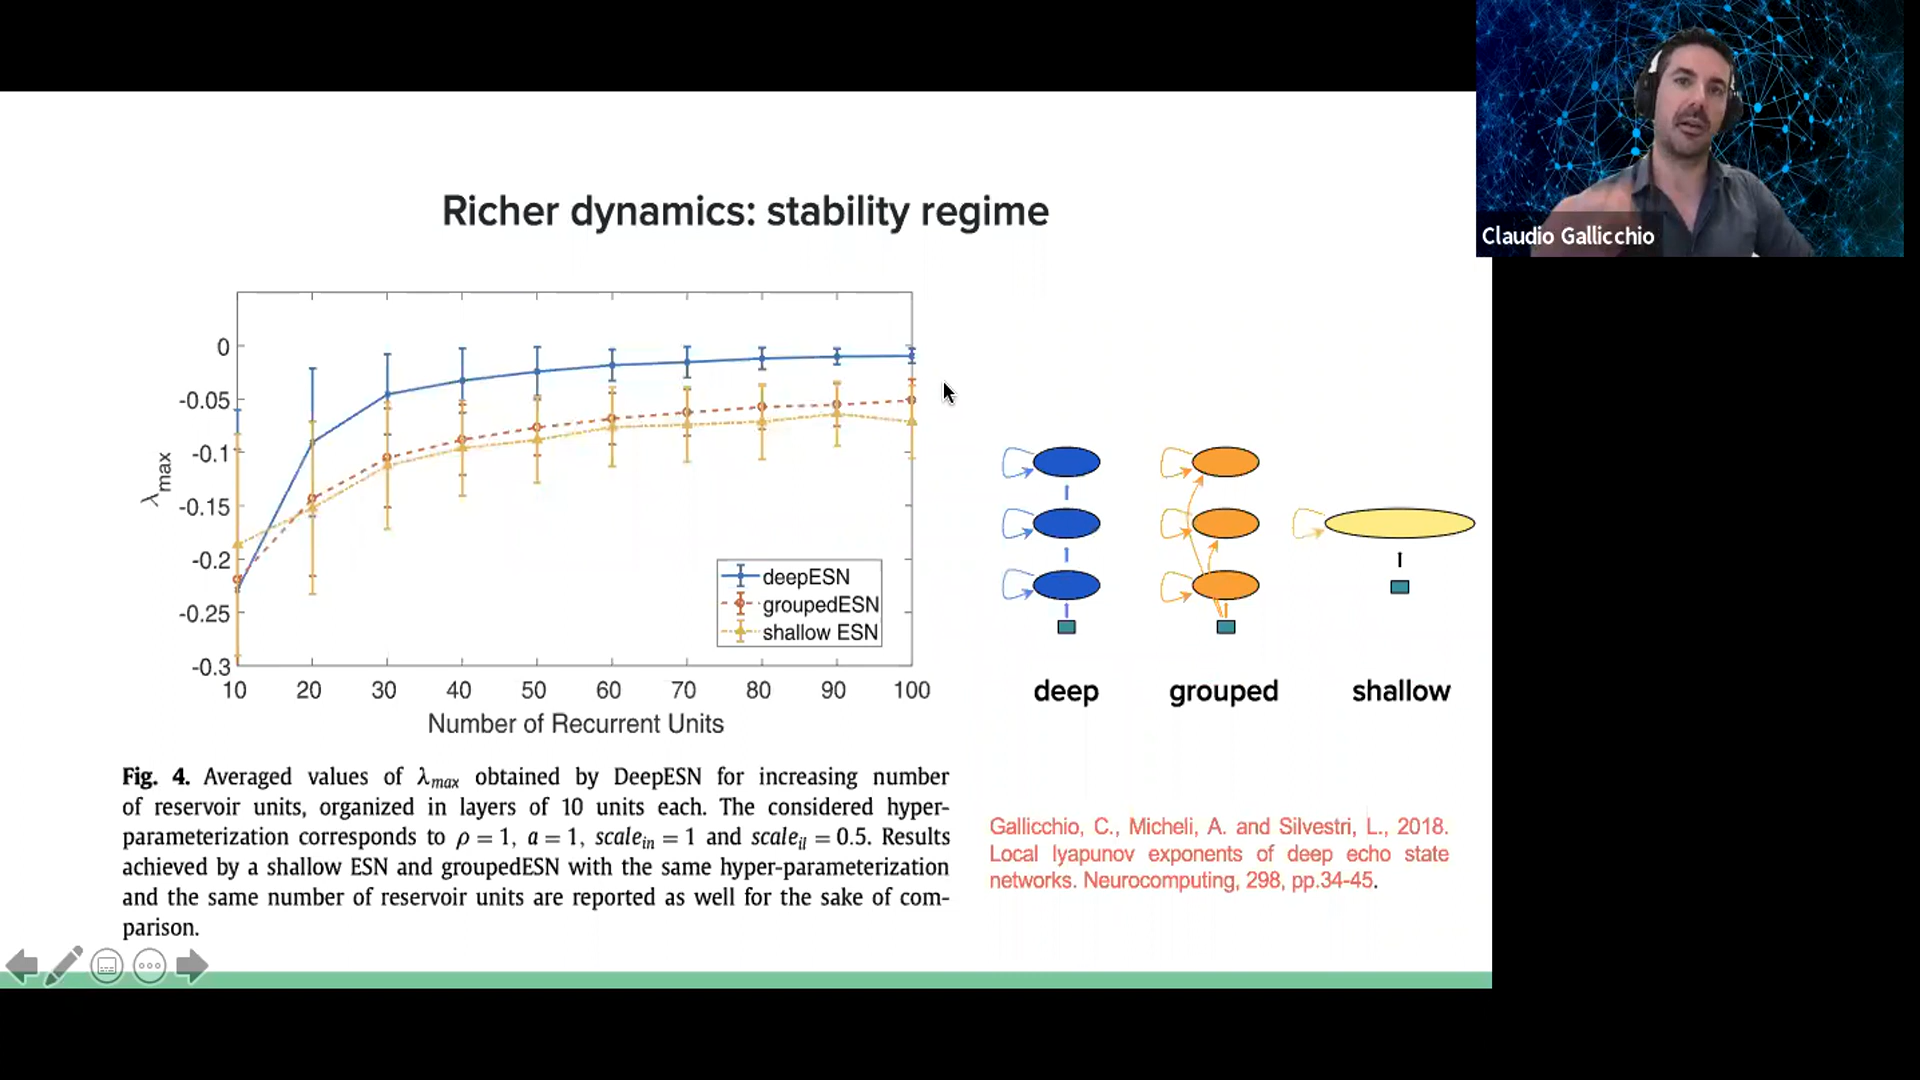 Claudio Gallicchio
Richer dynamics: stability regime
0
-0.05
-0.1
-0.15
-0.2
-0.25
-0.3
λmax
10 20 30 40 50 60 70 80 90 100
Number of Recurrent Units
deepESN
groupedESN
shallow ESN
deep
grouped
shallow
Fig. 4. Averaged values of λmax obtained by DeepESN for increasing number
of reservoir units, organized in layers of 10 units each. The considered hyper-
parameterization corresponds to ρ = 1, a = 1, scalein = 1 and scaleil = 0.5. Results
achieved by a shallow ESN and groupedESN with the same hyper-parameterization
and the same number of reservoir units are reported as well for the sake of com-
parison.
Gallicchio, C., Micheli, A. and Silvestri, L., 2018.
Local lyapunov exponents of deep echo state
networks. Neurocomputing, 298, pp.34-45.